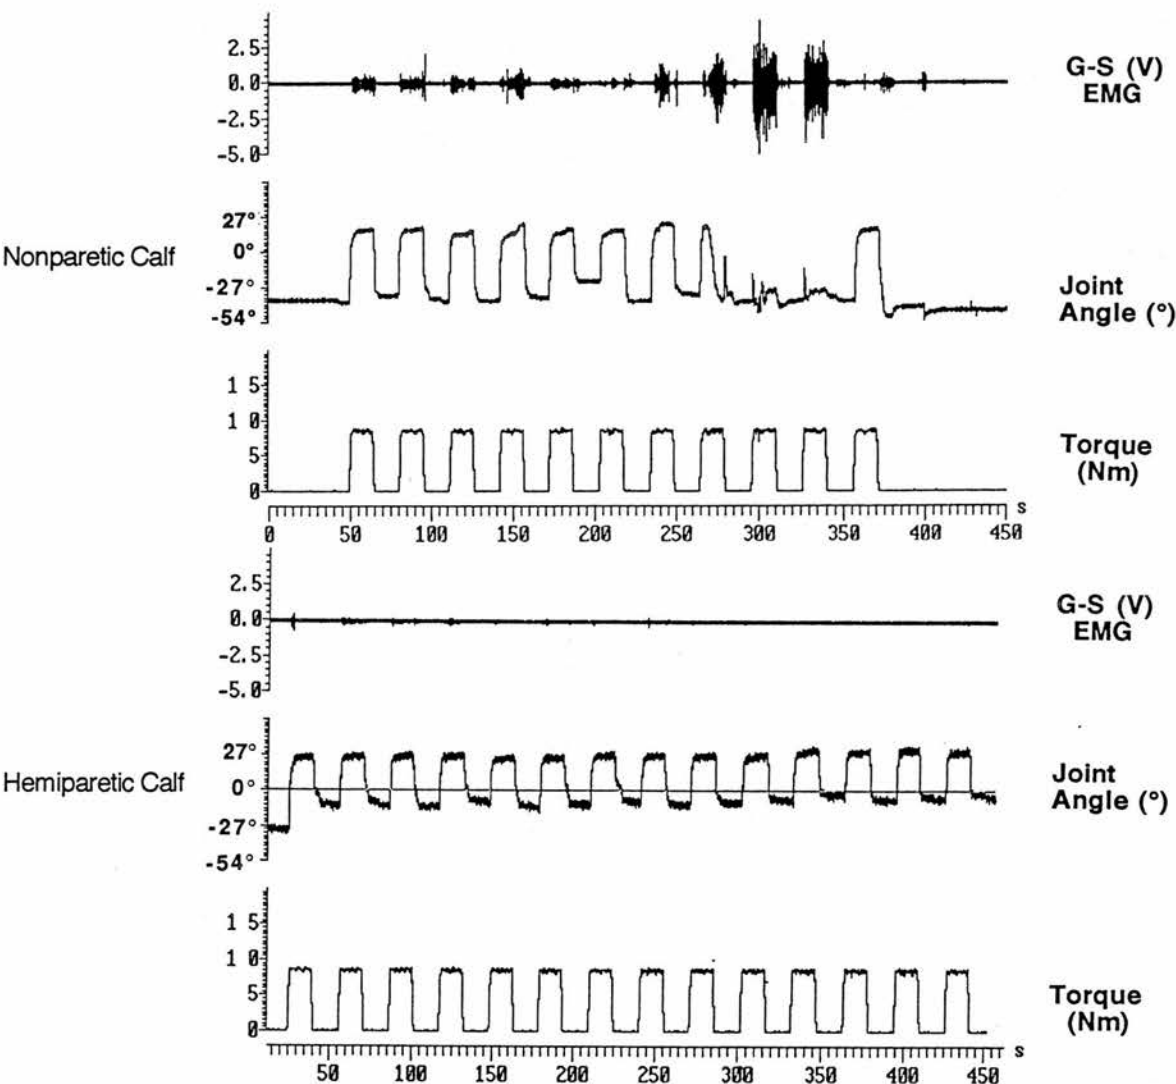 2.5
0.0
-2.5
-5.0
G-S (V)
EMG
Nonparetic Calf
27°
0°
-27°
-54°
Joint
Angle (°)
15
10
5
0
Torque
(Nm)
0 50 100 150 200 250 300 350 400 450 s
2.5
0.0
-2.5
-5.0
G-S (V)
EMG
Hemiparetic Calf
27°
0°
-27°
-54°
Joint
Angle (°)
15
10
5
0
Torque
(Nm)
50 100 150 200 250 300 350 400 450 s